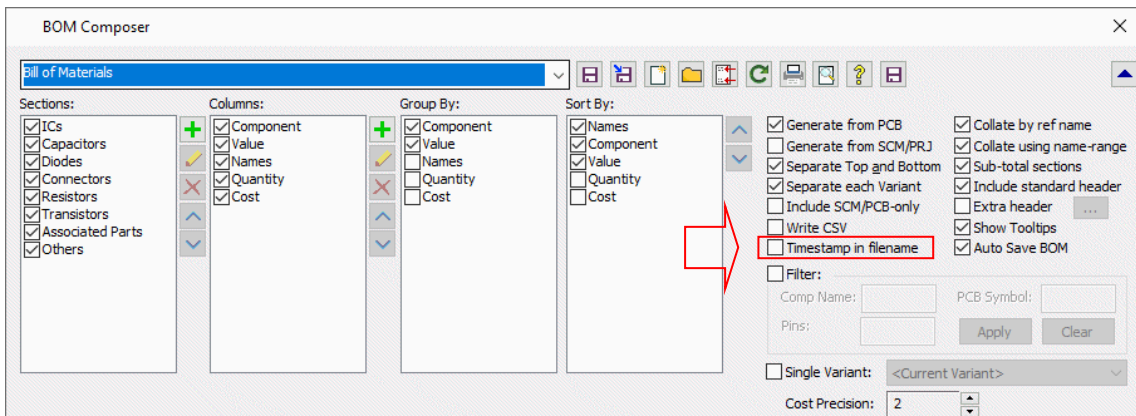 BOM Composer
Bill of Materials
Sections:
ICs
Capacitors
Diodes
Connectors
Resistors
Transistors
Associated Parts
Others
Columns:
Component
Value
Names
Quantity
Cost
Group By:
Component
Value
Names
Quantity
Cost
Sort By:
Names
Component
Value
Quantity
Cost
Generate from PCB
Generate from SCM/PRJ
Separate Top and Bottom
Separate each Variant
Include SCM/PCB-only
Write CSV
Timestamp in filename
Collate by ref name
Collate using name-range
Sub-total sections
Include standard header
Extra header ...
Show Tooltips
Auto Save BOM
Filter:
Comp Name: PCB Symbol:
Pins: Apply Clear
Single Variant: <Current Variant>
Cost Precision: 2